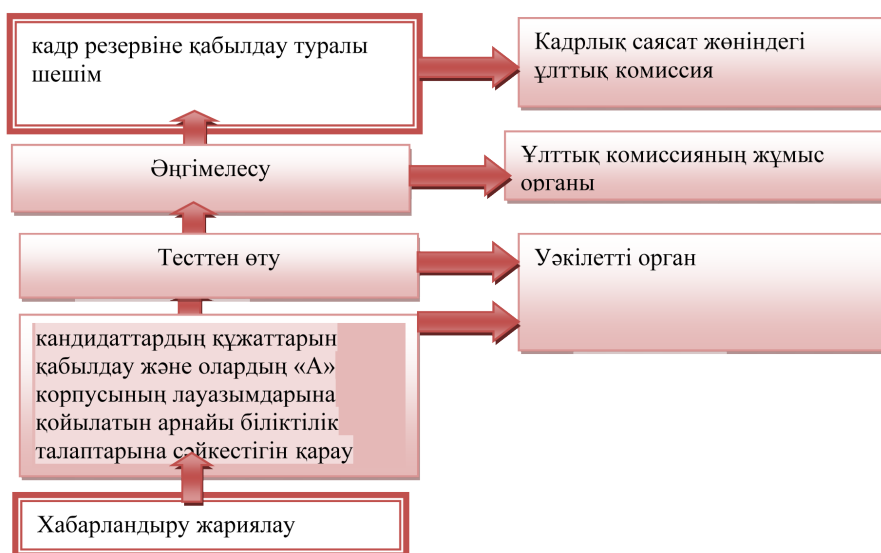 кадр резервіне қабылдау туралы
шешім
Кадрлық саясат жөніндегі
ұлттық комиссия
Әңгімелесу
Ұлттық комиссияның жұмыс
органы
Тесттен өту
Уәкілетті орган
кандидаттардың құжаттарын
қабылдау және олардың «А»
корпусының лауазымдарына
қойылатын арнайы біліктілік
талаптарына сәйкестігін қарау
Хабарландыру жариялау